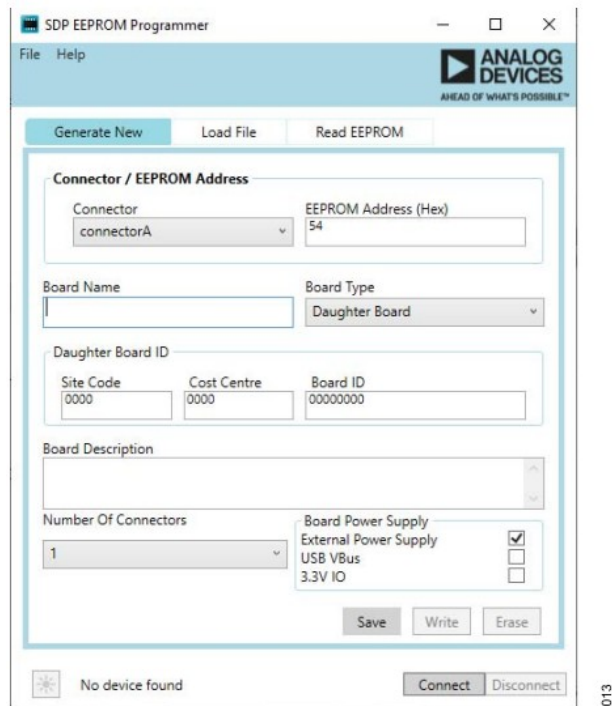 SDP EEPROM Programmer
File Help
ANALOG
DEVICES
AHEAD OF WHAT'S POSSIBLE™
Generate New Load File Read EEPROM
Connector / EEPROM Address
Connector EEPROM Address (Hex)
connectorA 54
Board Name Board Type
Daughter Board
Daughter Board ID
Site Code Cost Centre Board ID
0000 0000 00000000
Board Description
Number Of Connectors Board Power Supply
External Power Supply
1 USB VBus
3.3V IO
Save Write Erase
No device found Connect Disconnect
013